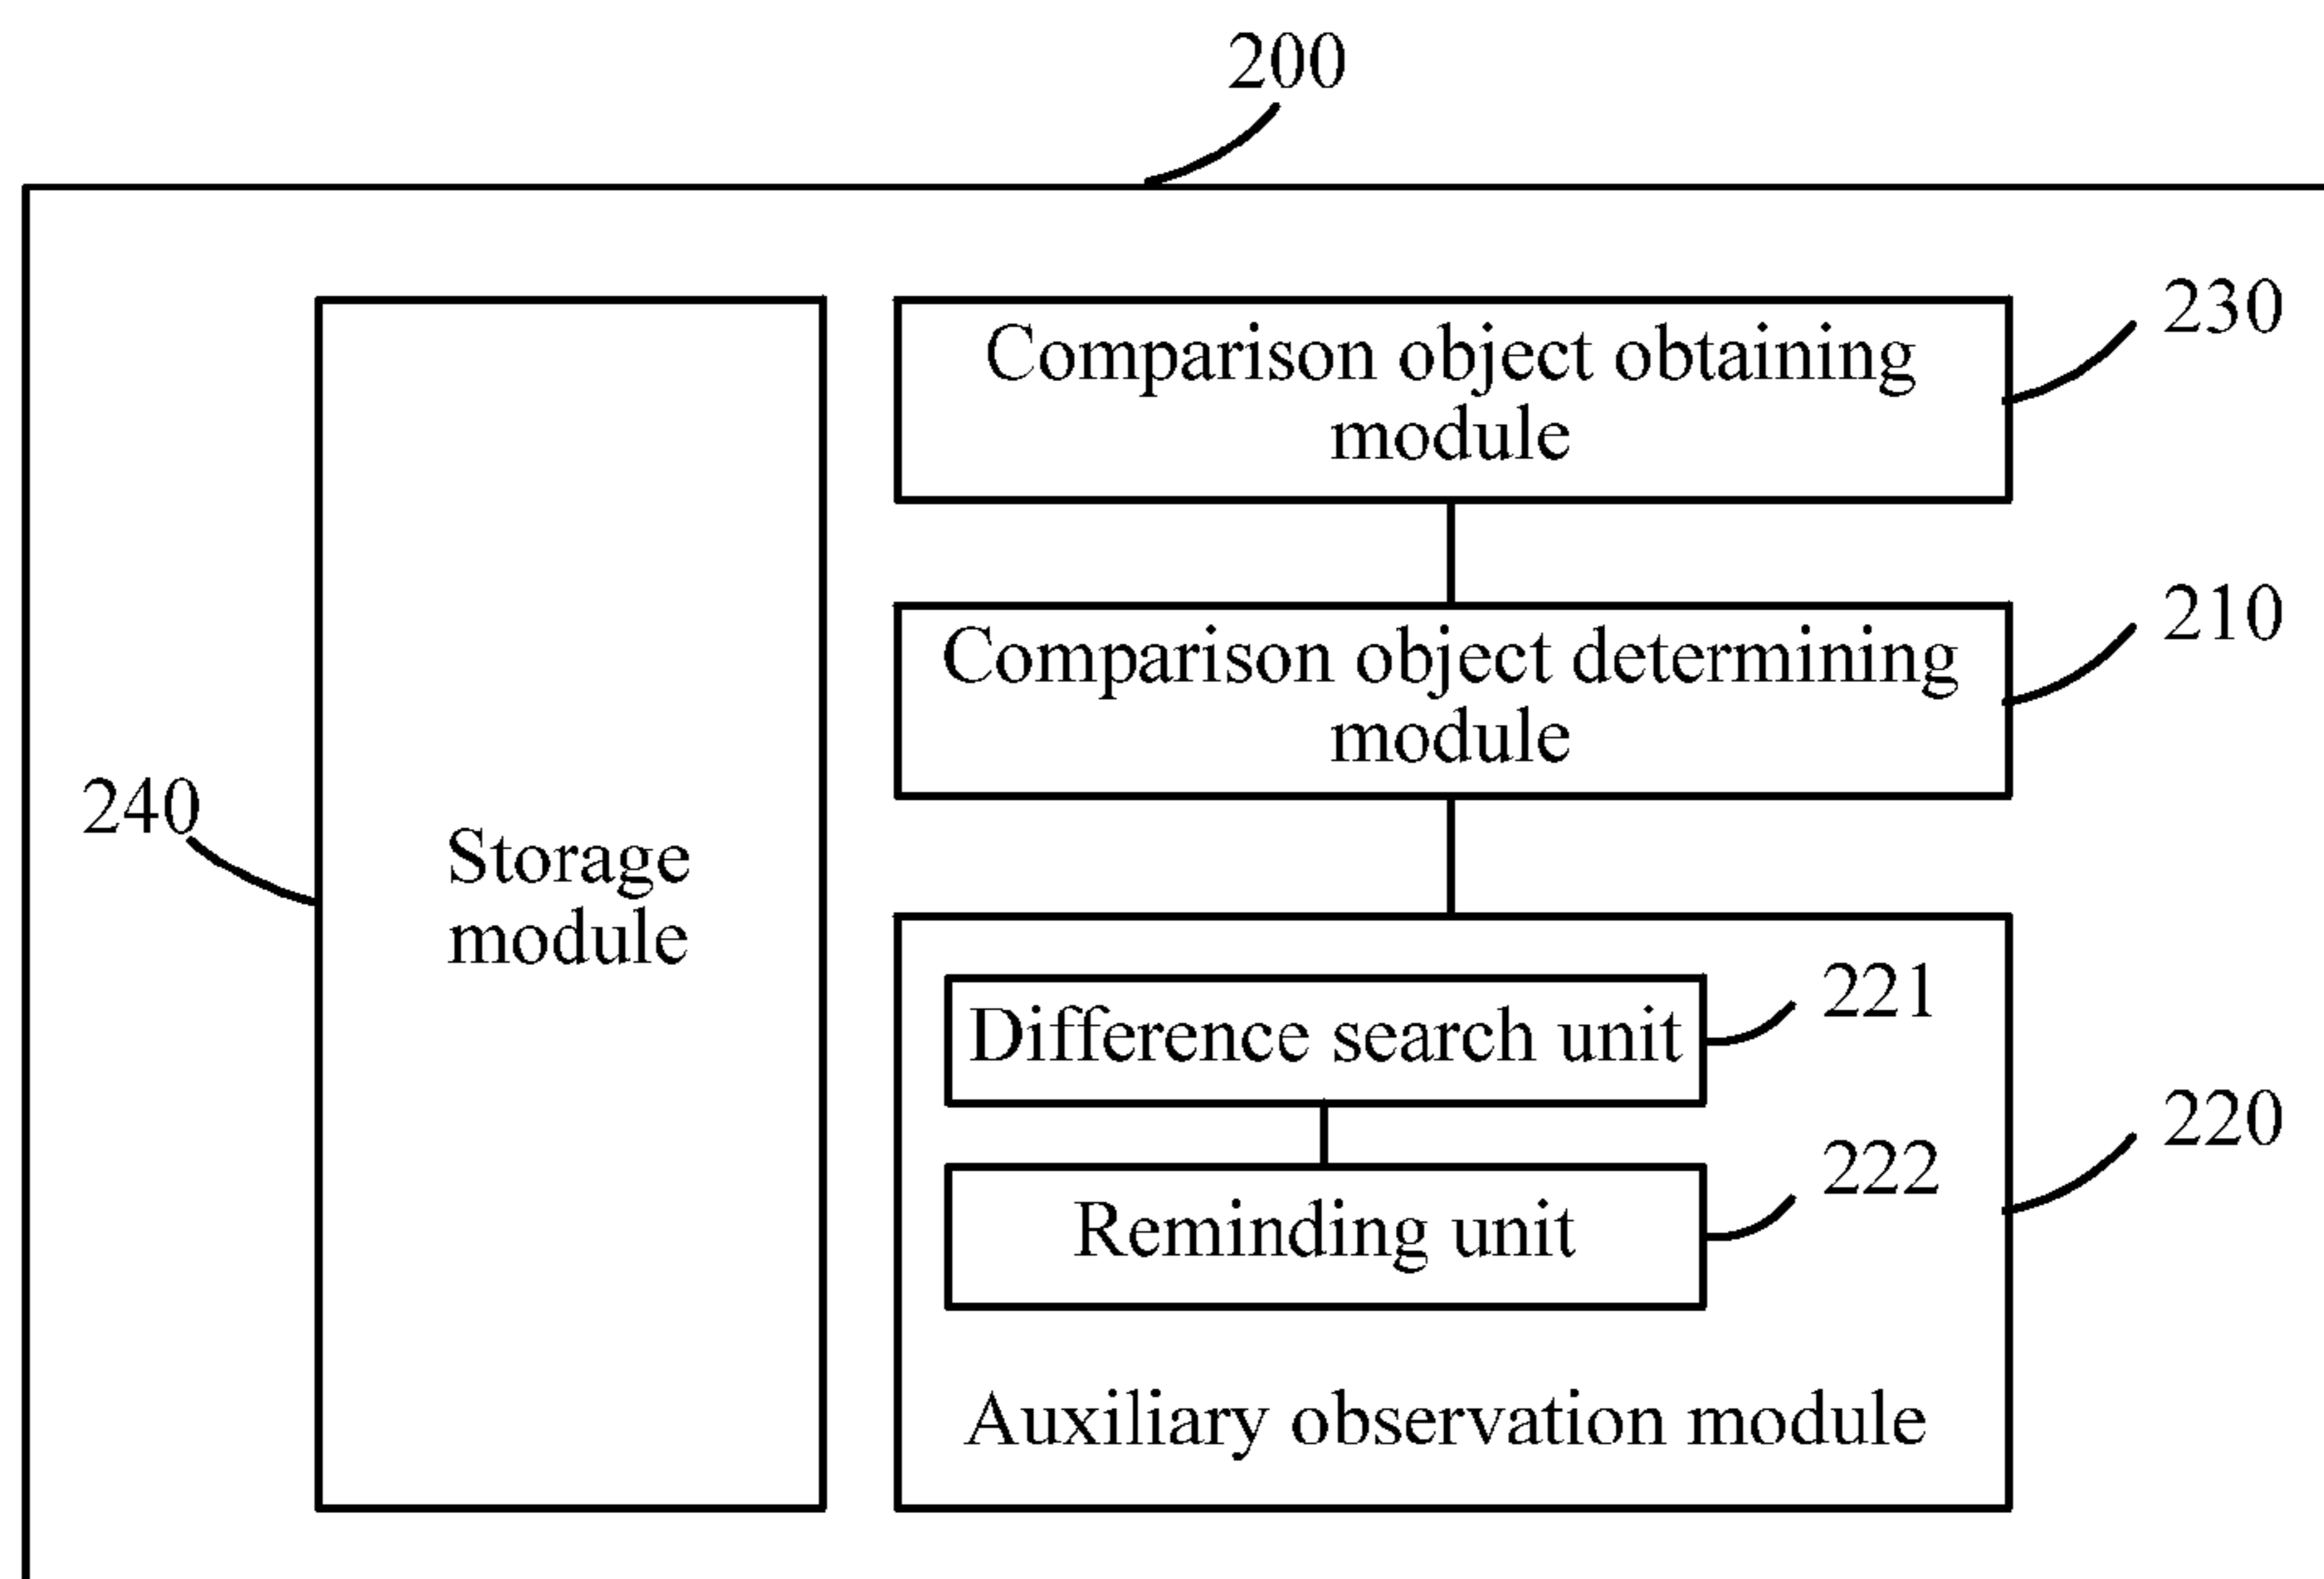 200
Comparison object obtaining
module
230
Comparison object determining
module
210
240
Storage
module
Difference search unit
221
Reminding unit
222
220
Auxiliary observation module